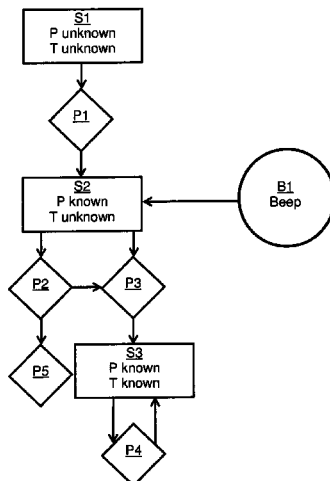 S1
P unknown
T unknown
P1
S2
P known
T unknown
B1
Beep
P2
P3
P5
S3
P known
T known
P4